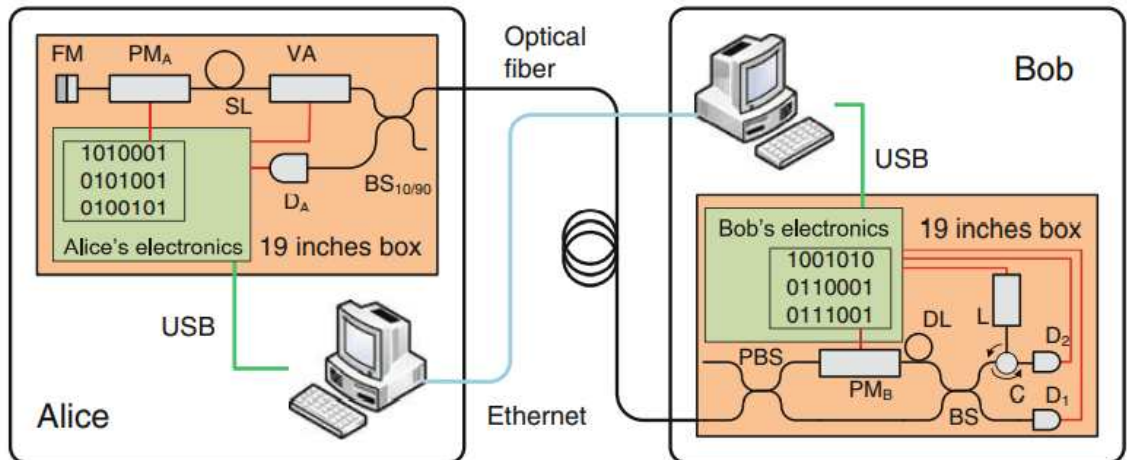 FM
PMA
VA
SL
1010001
0101001
0100101
DA
BS10/90
Alice's electronics
19 inches box
USB
Alice
Optical
fiber
Ethernet
Bob
USB
Bob's electronics
19 inches box
1001010
0110001
0111001
DL
L
D2
PBS
PMB
BS
C
D1